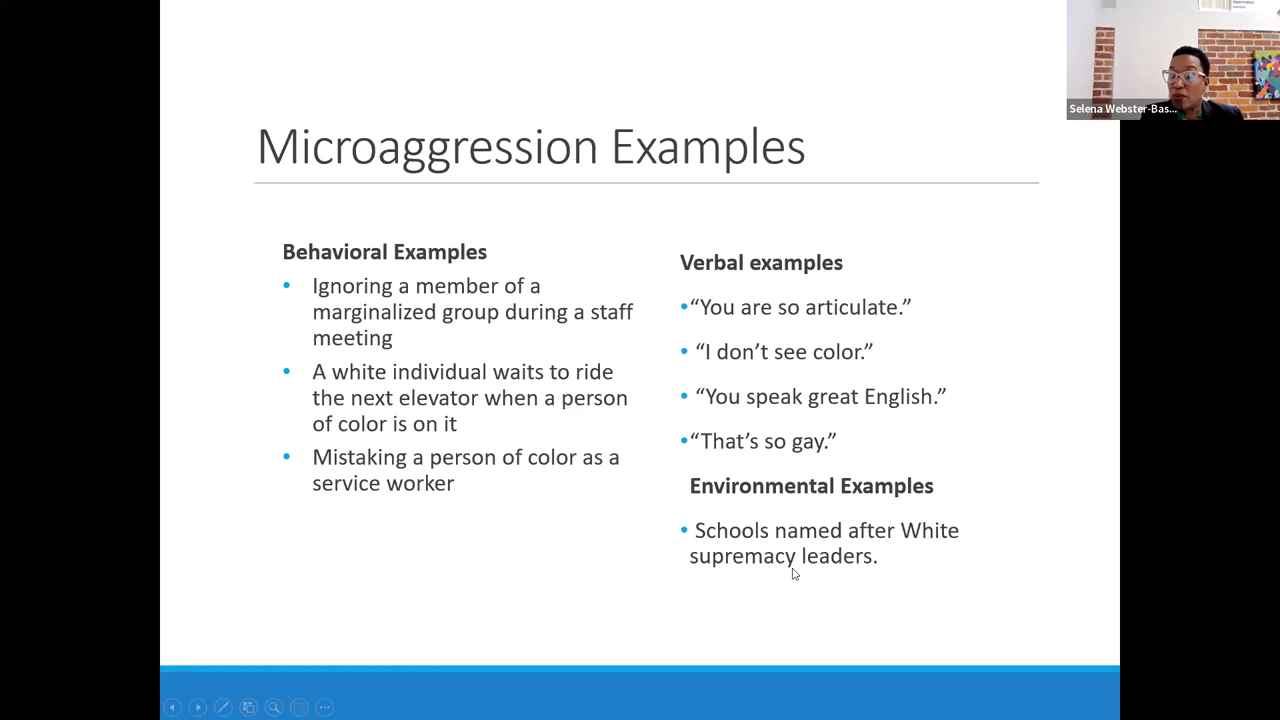 Selena Webster-Bas...
Microaggression Examples
Behavioral Examples
• Ignoring a member of a
marginalized group during a staff
meeting
• A white individual waits to ride
the next elevator when a person
of color is on it
• Mistaking a person of color as a
service worker
Verbal examples
•“You are so articulate.”
• “I don’t see color.”
• “You speak great English.”
•“That’s so gay.”
Environmental Examples
• Schools named after White
supremacy leaders.